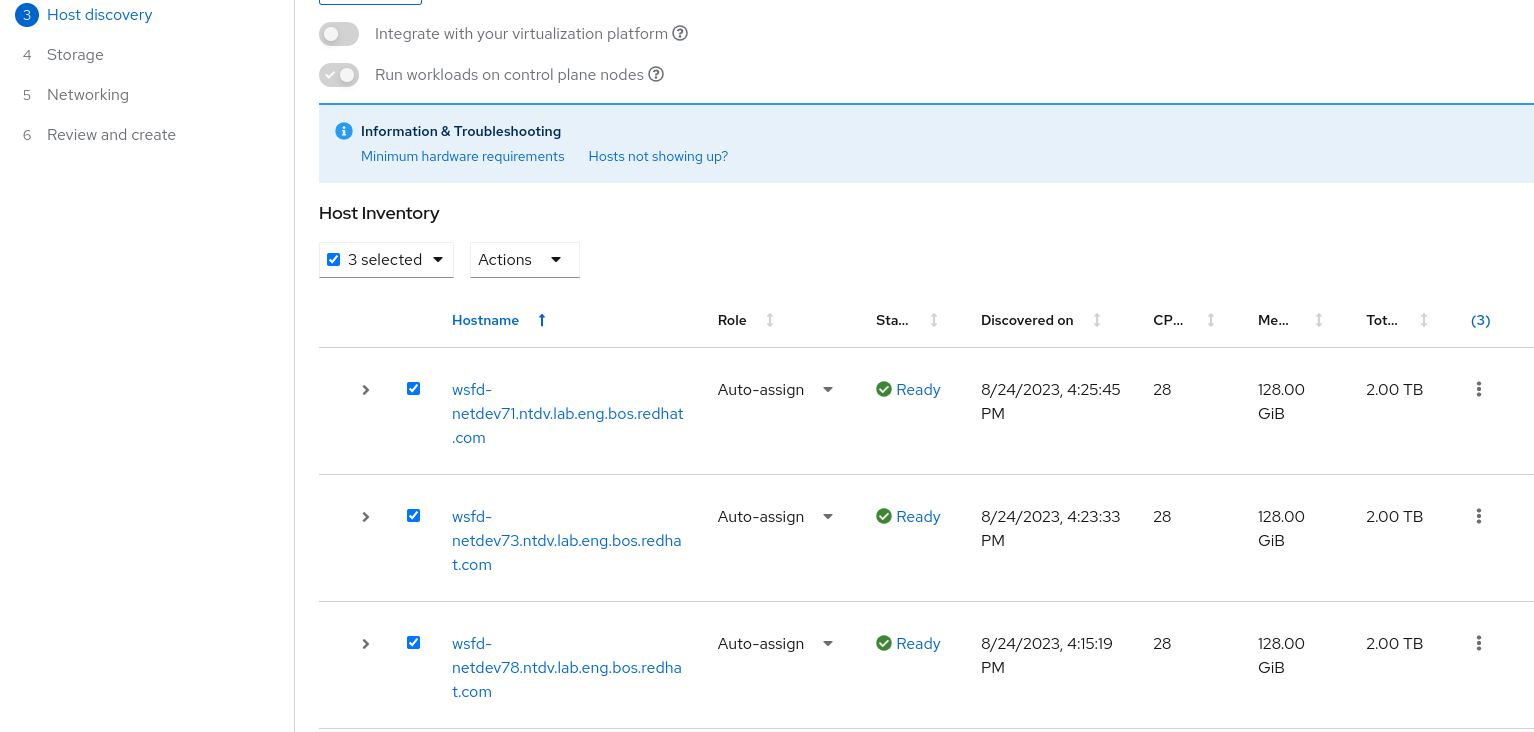 3 Host discovery
4 Storage
5 Networking
6 Review and create
Integrate with your virtualization platform
Run workloads on control plane nodes
Information & Troubleshooting
Minimum hardware requirements Hosts not showing up?
Host Inventory
3 selected Actions
Hostname Role Sta... Discovered on CP... Me... Tot... (3)
wsfd- Auto-assign Ready 8/24/2023, 4:25:45 28 128.00 2.00 TB
netdev71.ntdv.lab.eng.bos.redhat PM GiB
.com
wsfd- Auto-assign Ready 8/24/2023, 4:23:33 28 128.00 2.00 TB
netdev73.ntdv.lab.eng.bos.redha PM GiB
t.com
wsfd- Auto-assign Ready 8/24/2023, 4:15:19 28 128.00 2.00 TB
netdev78.ntdv.lab.eng.bos.redha PM GiB
t.com